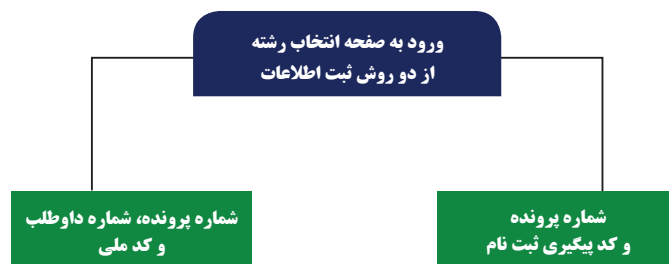 ورود به صفحه انتخاب رشته
از دو روش ثبت اطلاعات
شماره پرونده
و کد پیگیری ثبت نام
شماره پرونده، شماره داوطلب
و کد ملی